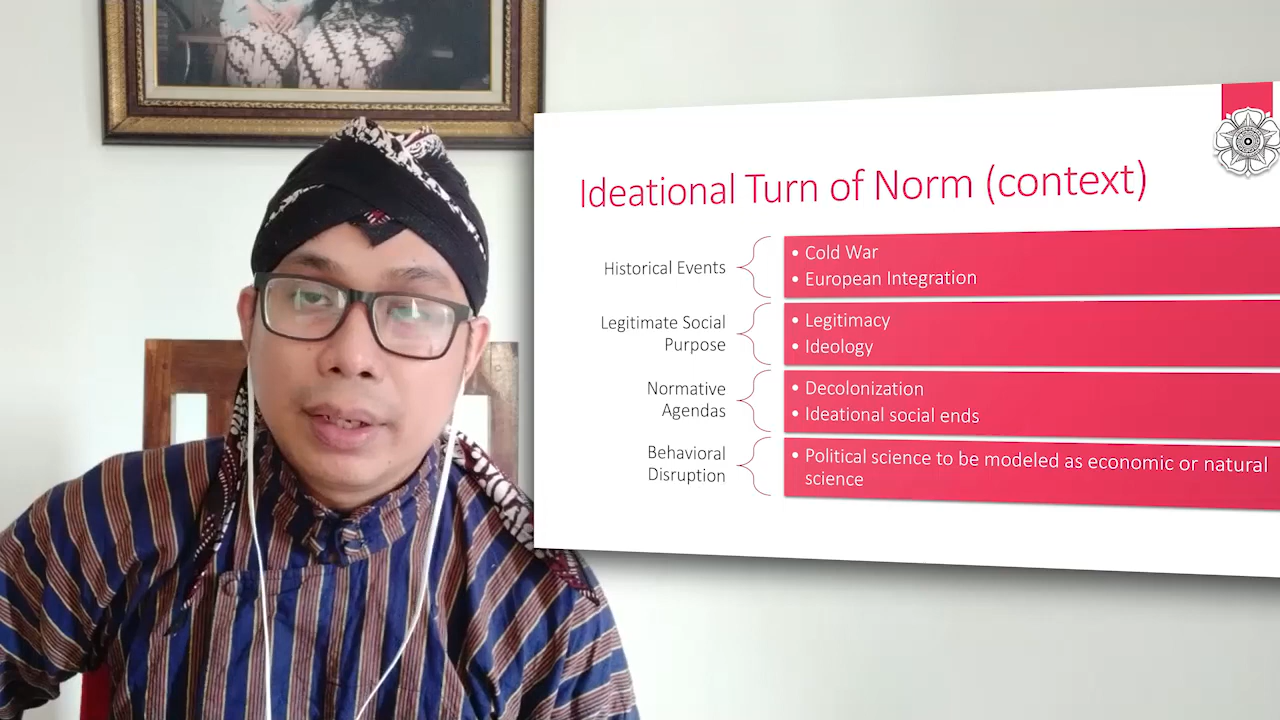 Ideational Turn of Norm (context)
Historical Events
• Cold War
• European Integration
Legitimate Social
Purpose
• Legitimacy
• Ideology
Normative
Agendas
• Decolonization
• Ideational social ends
Behavioral
Disruption
• Political science to be modeled as economic or natural
science